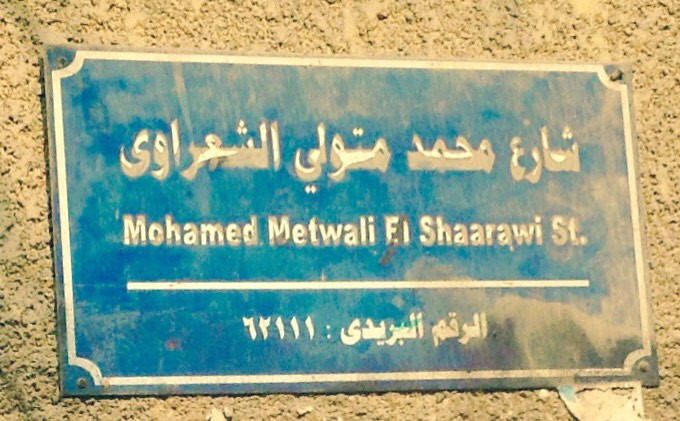 شارع محمد متولي الشعراوى
Mohamed Metwali El Shaarawi St.
الرقم البريدى : ٦٢١١١